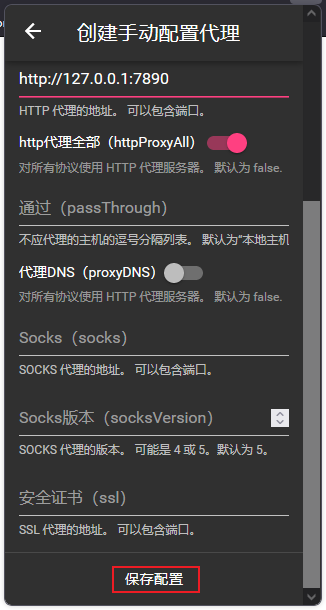 创建手动配置代理
http://127.0.0.1:7890
HTTP 代理的地址。 可以包含端口。
http代理全部（httpProxyAll）
对所有协议使用 HTTP 代理服务器。 默认为 false.
通过（passThrough）
不应代理的主机的逗号分隔列表。 默认为"本地主机
代理DNS（proxyDNS）
对所有协议使用 HTTP 代理服务器。 默认为 false.
Socks（socks）
SOCKS 代理的地址。 可以包含端口。
Socks版本（socksVersion）
SOCKS 代理的版本。 可能是 4 或 5。默认为 5。
安全证书（ssl）
SSL 代理的地址。 可以包含端口。
保存配置